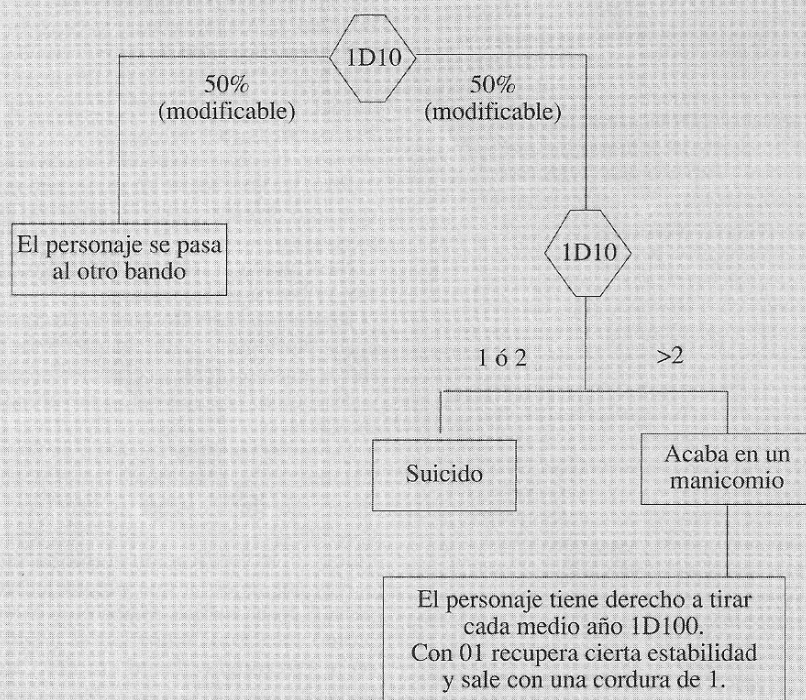 1D10
50%
(modificable)
50%
(modificable)
El personaje se pasa
al otro bando
1D10
1 ó 2
>2
Suicido
Acaba en un
manicomio
El personaje tiene derecho a tirar
cada medio año 1D100.
Con 01 recupera cierta estabilidad
y sale con una cordura de 1.